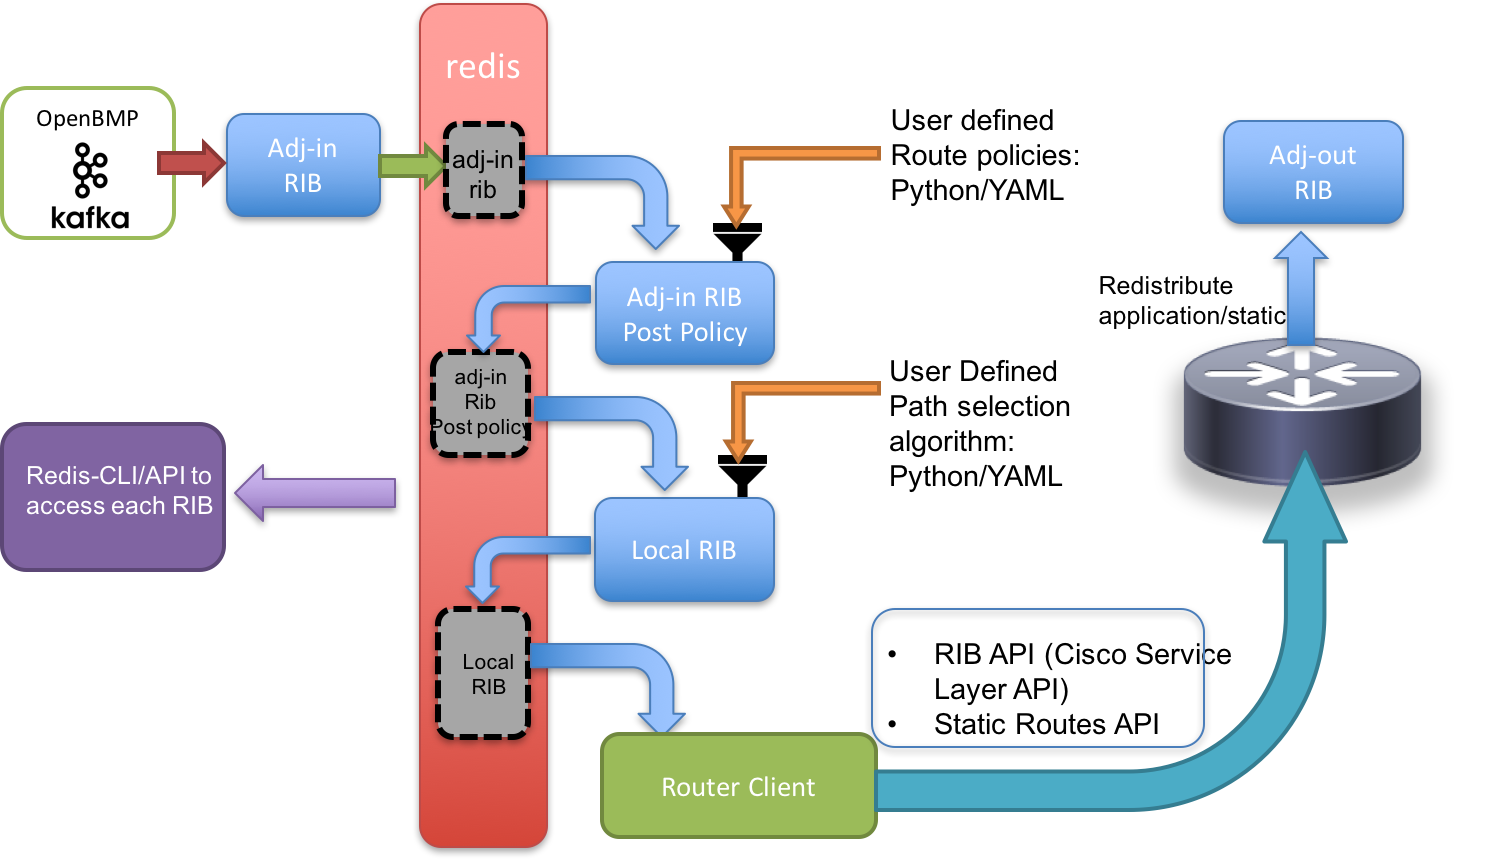 redis
OpenBMP
kafka
Adj-in
RIB
adj-in
rib
User defined
Route policies:
Python/YAML
Adj-out
RIB
Adj-in RIB
Post Policy
Redistribute
application/static
adj-in
Rib
Post policy
User Defined
Path selection
algorithm:
Python/YAML
Redis-CLI/API to
access each RIB
Local RIB
Local
RIB
• RIB API (Cisco Service
Layer API)
• Static Routes API
Router Client